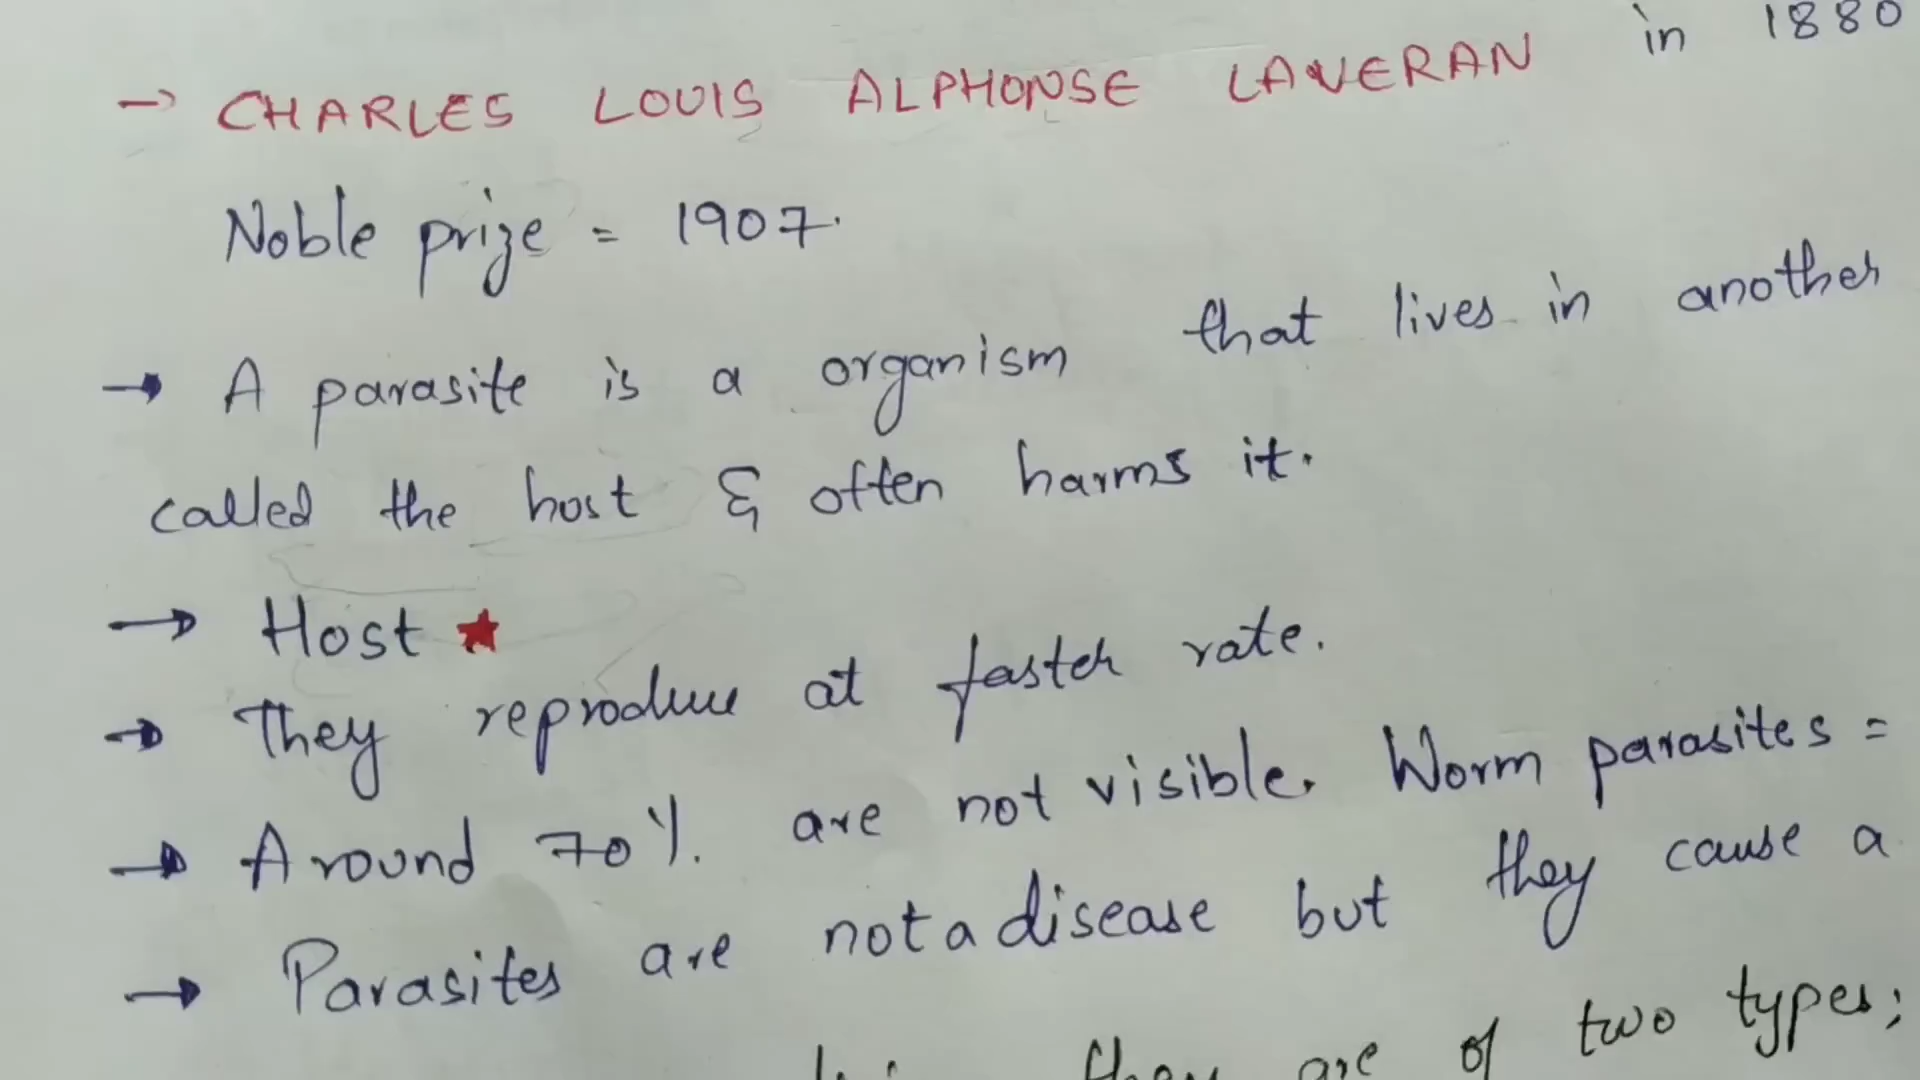 → CHARLES LOUIS ALPHONSE LAVERAN in 1880
Noble prize = 1907.
→ A parasite is a organism that lives in another
called the host & often harms it.
→ Host ★
→ They reproduce at faster rate.
→ Around 70%. are not visible. Worm parasites =
→ Parasites are not a disease but they cause a
they are of two types;